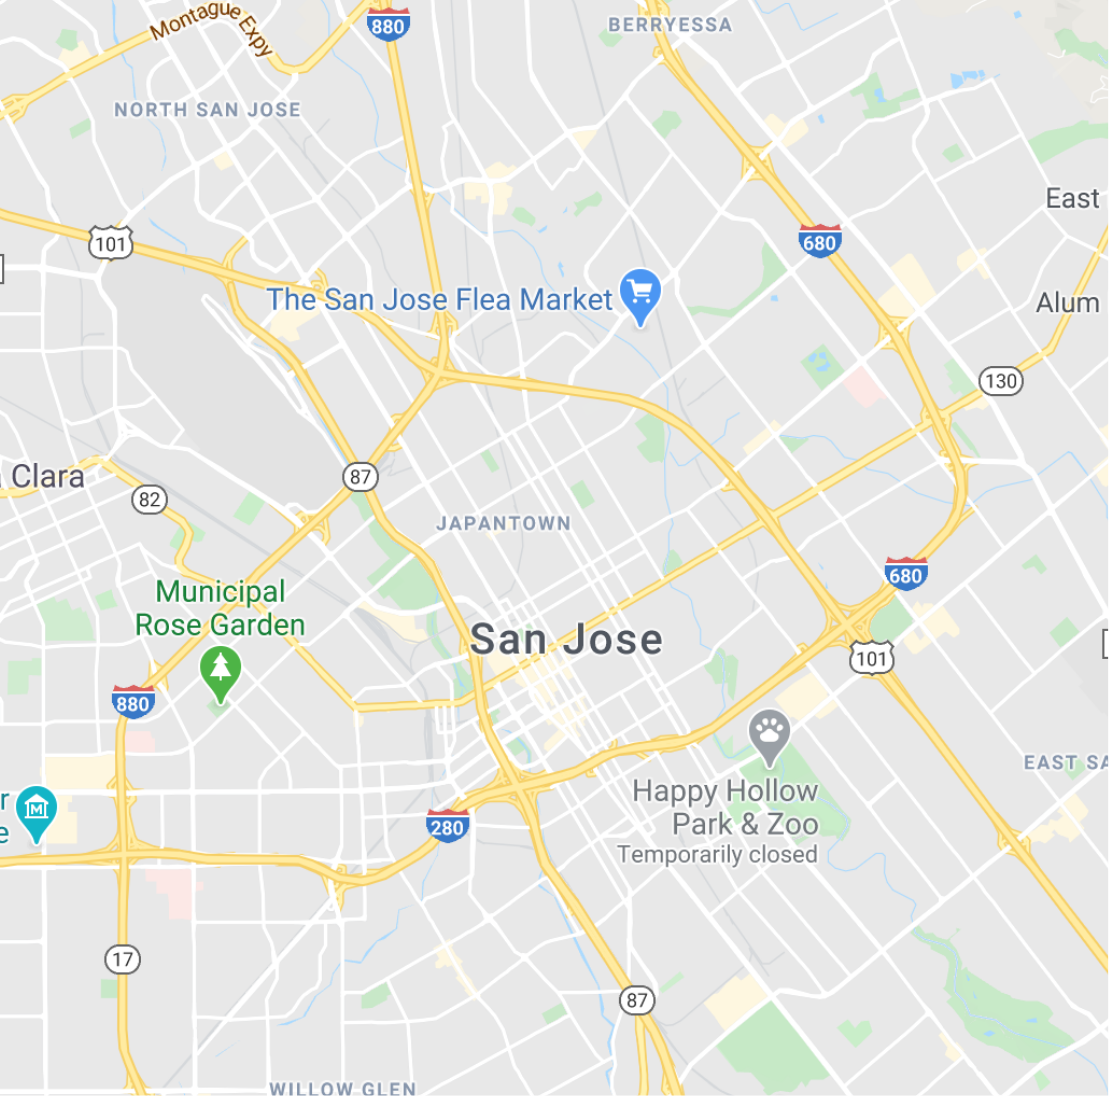 880
BERRYESSA
Montague Expy
NORTH SAN JOSE
East
101
680
The San Jose Flea Market
Alum
130
Clara
87
82
JAPANTOWN
680
Municipal
Rose Garden
San Jose
101
880
EAST SA
Happy Hollow
Park & Zoo
Temporarily closed
r
e
280
17
87
WILLOW GLEN